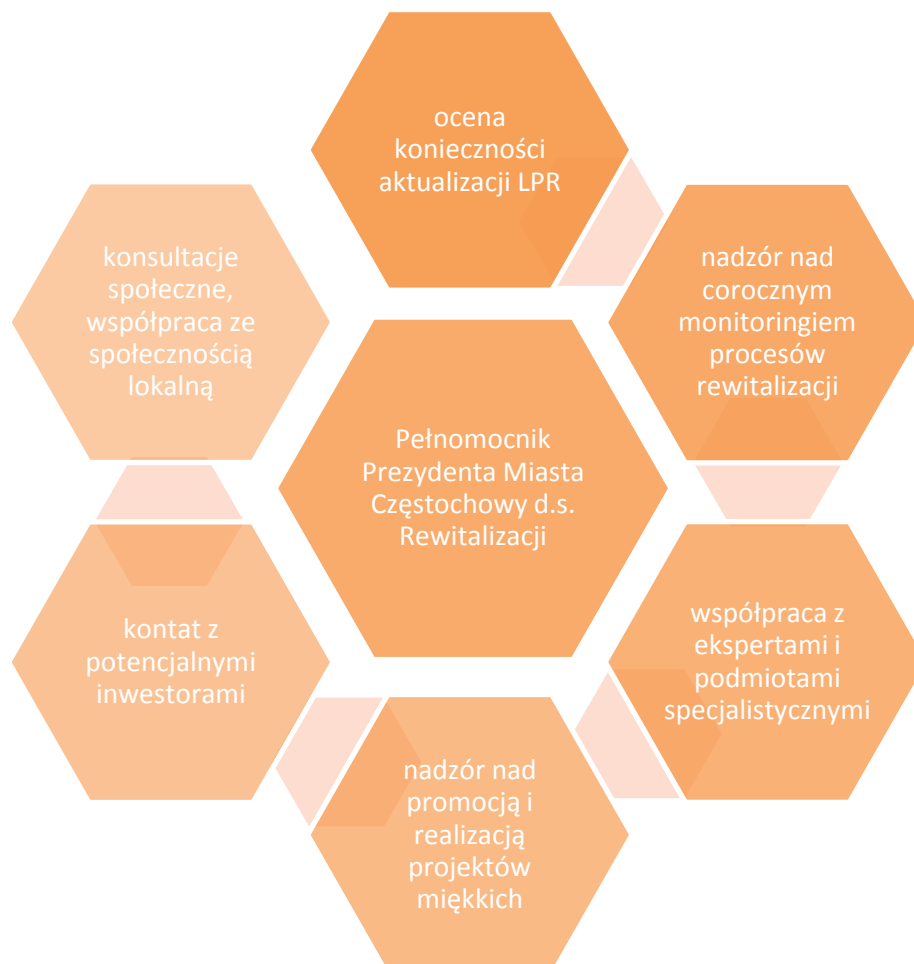 ocena
konieczności
aktualizacji LPR
nadzór nad
corocznym
monitoringiem
procesów
rewitalizacji
współpraca z
ekspertami i
podmiotami
specjalistycznymi
nadzór nad
promocją i
realizacją
projektów
miękkich
kontat z
potencjalnymi
inwestorami
konsultacje
społeczne,
współpraca ze
społecznością
lokalną
Pełnomocnik
Prezydenta Miasta
Częstochowy d.s.
Rewitalizacji